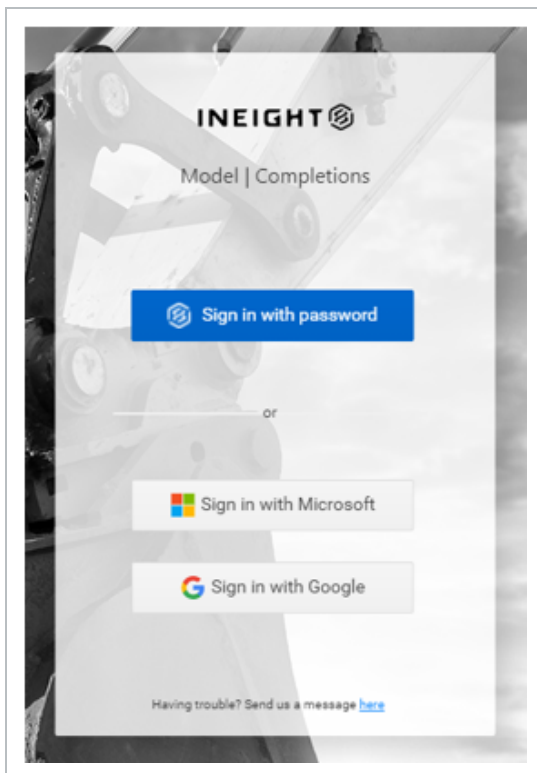 INEIGHT
Model | Completions
Sign in with password
or
Sign in with Microsoft
Sign in with Google
Having trouble? Send us a message here